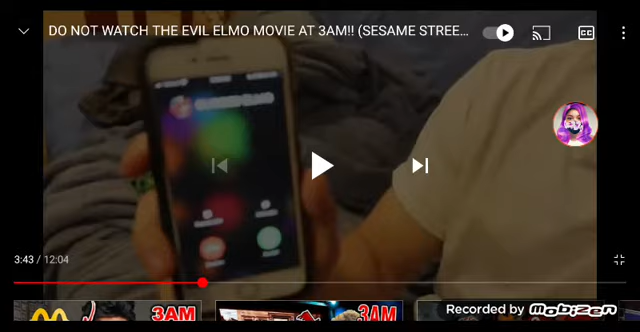 DO NOT WATCH THE EVIL ELMO MOVIE AT 3AM!! (SESAME STREE...
CC
3:43 / 12:04
3AM
3AM
Recorded by Mobizen